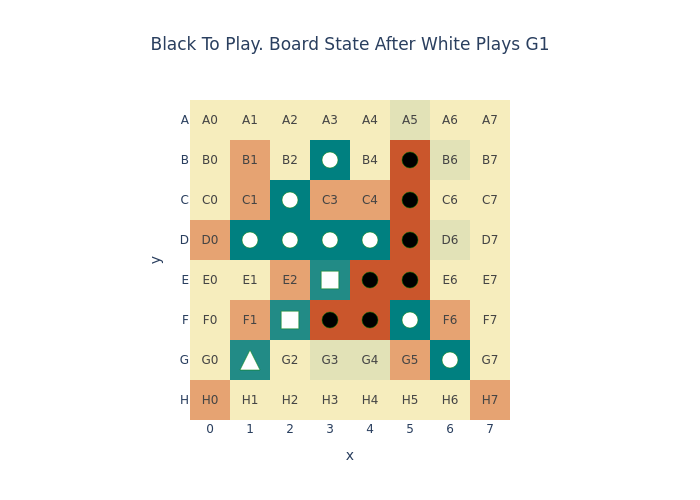 Black To Play. Board State After White Plays G1
A A0 A1 A2 A3 A4 A5 A6 A7
B B0 B1 B2 B4 B6 B7
C C0 C1 C3 C4 C6 C7
D D0 D6 D7
E E0 E1 E2 E6 E7
F F0 F1 F6 F7
G G0 G2 G3 G4 G5 G7
H H0 H1 H2 H3 H4 H5 H6 H7
0 1 2 3 4 5 6 7
x
y